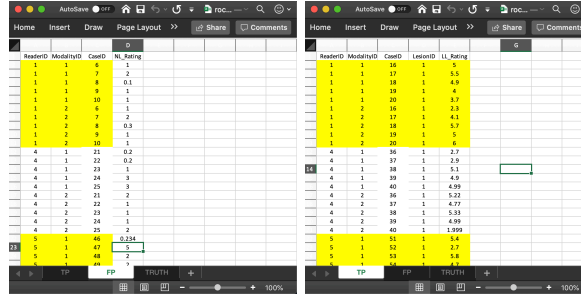 AutoSave OFF roc...
Home Insert Draw Page Layout >> Share Comments
D
ReaderID ModalityID CaseID NL_Rating
1 1 6 1
1 1 7 2
1 1 8 0.1
1 1 9 1
1 1 10 1
1 2 6 1
1 2 7 2
1 2 8 0.3
1 2 9 1
1 2 10 1
4 1 21 0.2
4 1 22 0.2
4 1 23 1
4 1 24 3
4 1 25 3
4 2 21 2
4 2 22 1
4 2 23 1
4 2 24 1
4 2 25 2
5 1 46 0.234
23 5 1 47 5
5 1 48 2
5 1 49 2
TP FP TRUTH +
100%
AutoSave OFF roc...
Home Insert Draw Page Layout >> Share Comments
G
ReaderID ModalityID CaseID LesionID LL_Rating
1 1 16 1 5
1 1 17 1 5.5
1 1 18 1 4.9
1 1 19 1 4
1 1 20 1 3.7
1 2 16 1 2.3
1 2 17 1 4.1
1 2 18 1 5.7
1 2 19 1 5
1 2 20 1 6
4 1 36 1 2.7
4 1 37 1 2.9
14 4 1 38 1 5.1
4 1 39 1 4.9
4 1 40 1 4.99
4 2 36 1 5.22
4 2 37 1 4.77
4 2 38 1 5.33
4 2 39 1 4.99
4 2 40 1 1.999
5 1 51 1 5.4
5 1 52 1 2.7
5 1 53 1 5.8
5 1 54 1 4.7
TP FP TRUTH +
100%